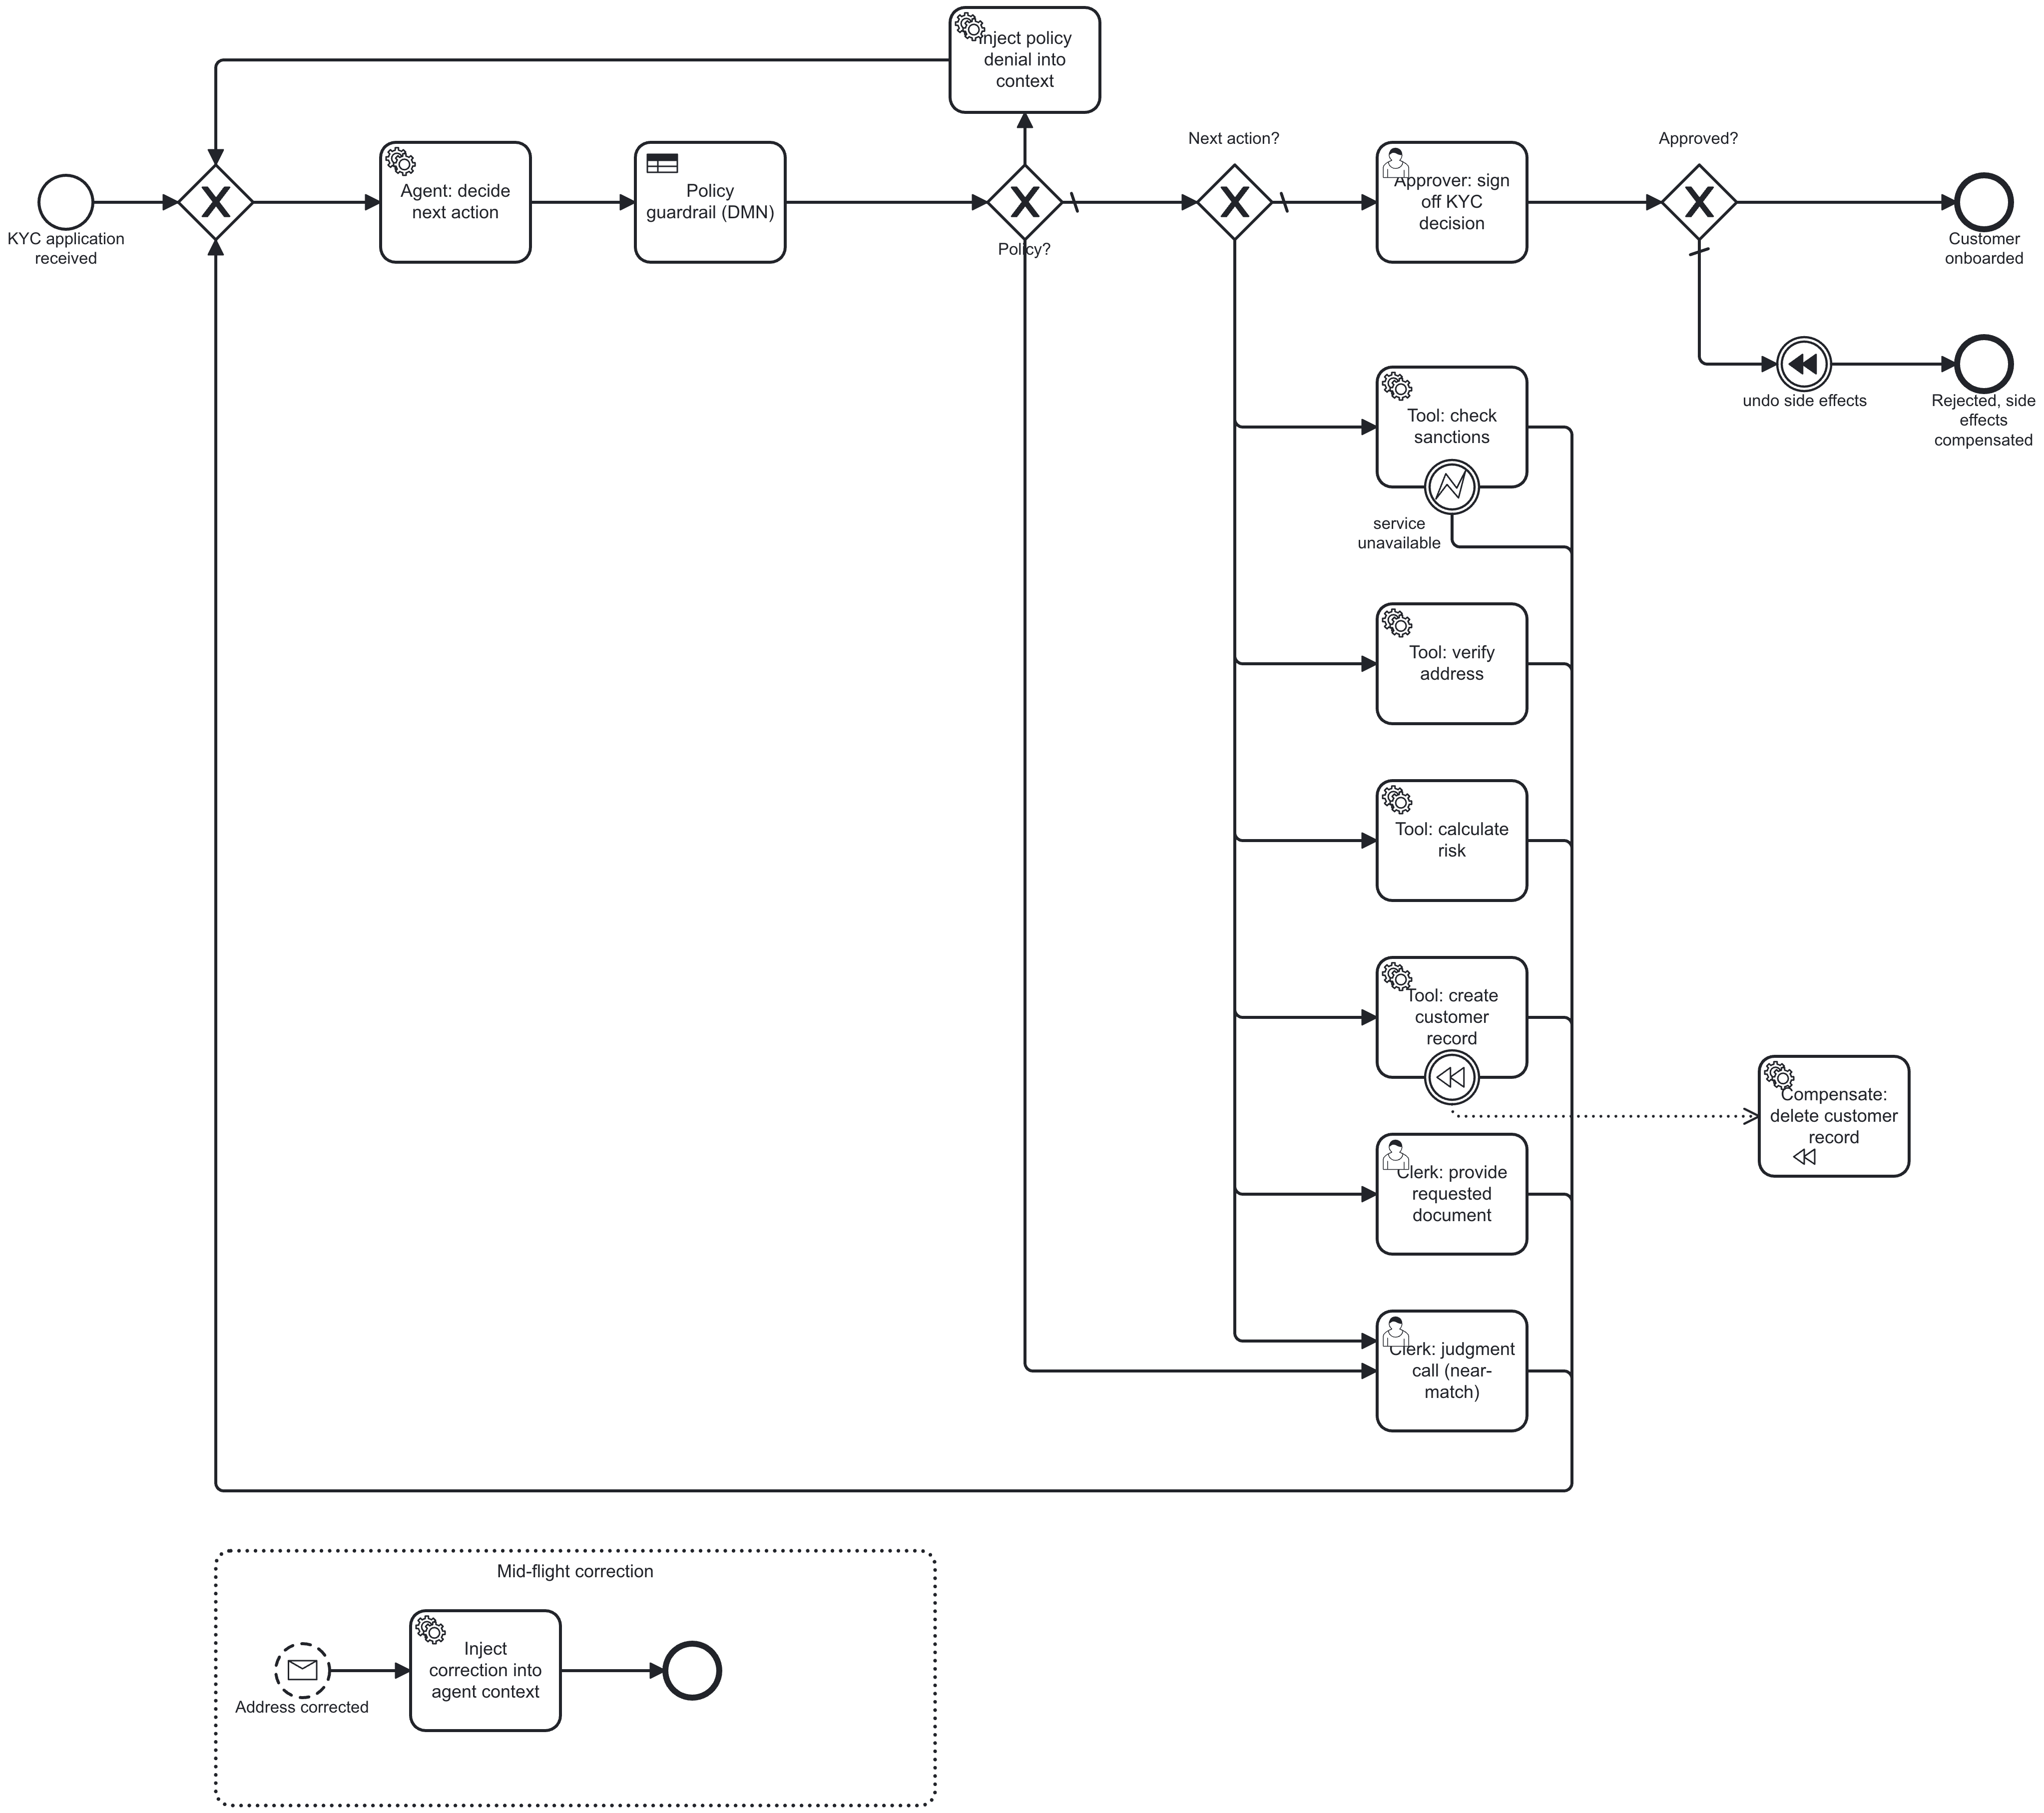 Inject policy
denial into
context
Next action?
Approved?
KYC application
received
Agent: decide
next action
Policy
guardrail (DMN)
Policy?
Approver: sign
off KYC
decision
Customer
onboarded
undo side effects
Rejected, side
effects
compensated
Tool: check
sanctions
service
unavailable
Tool: verify
address
Tool: calculate
risk
Tool: create
customer
record
Compensate:
delete customer
record
Clerk: provide
requested
document
Clerk: judgment
call (near-
match)
Mid-flight correction
Address corrected
Inject
correction into
agent context